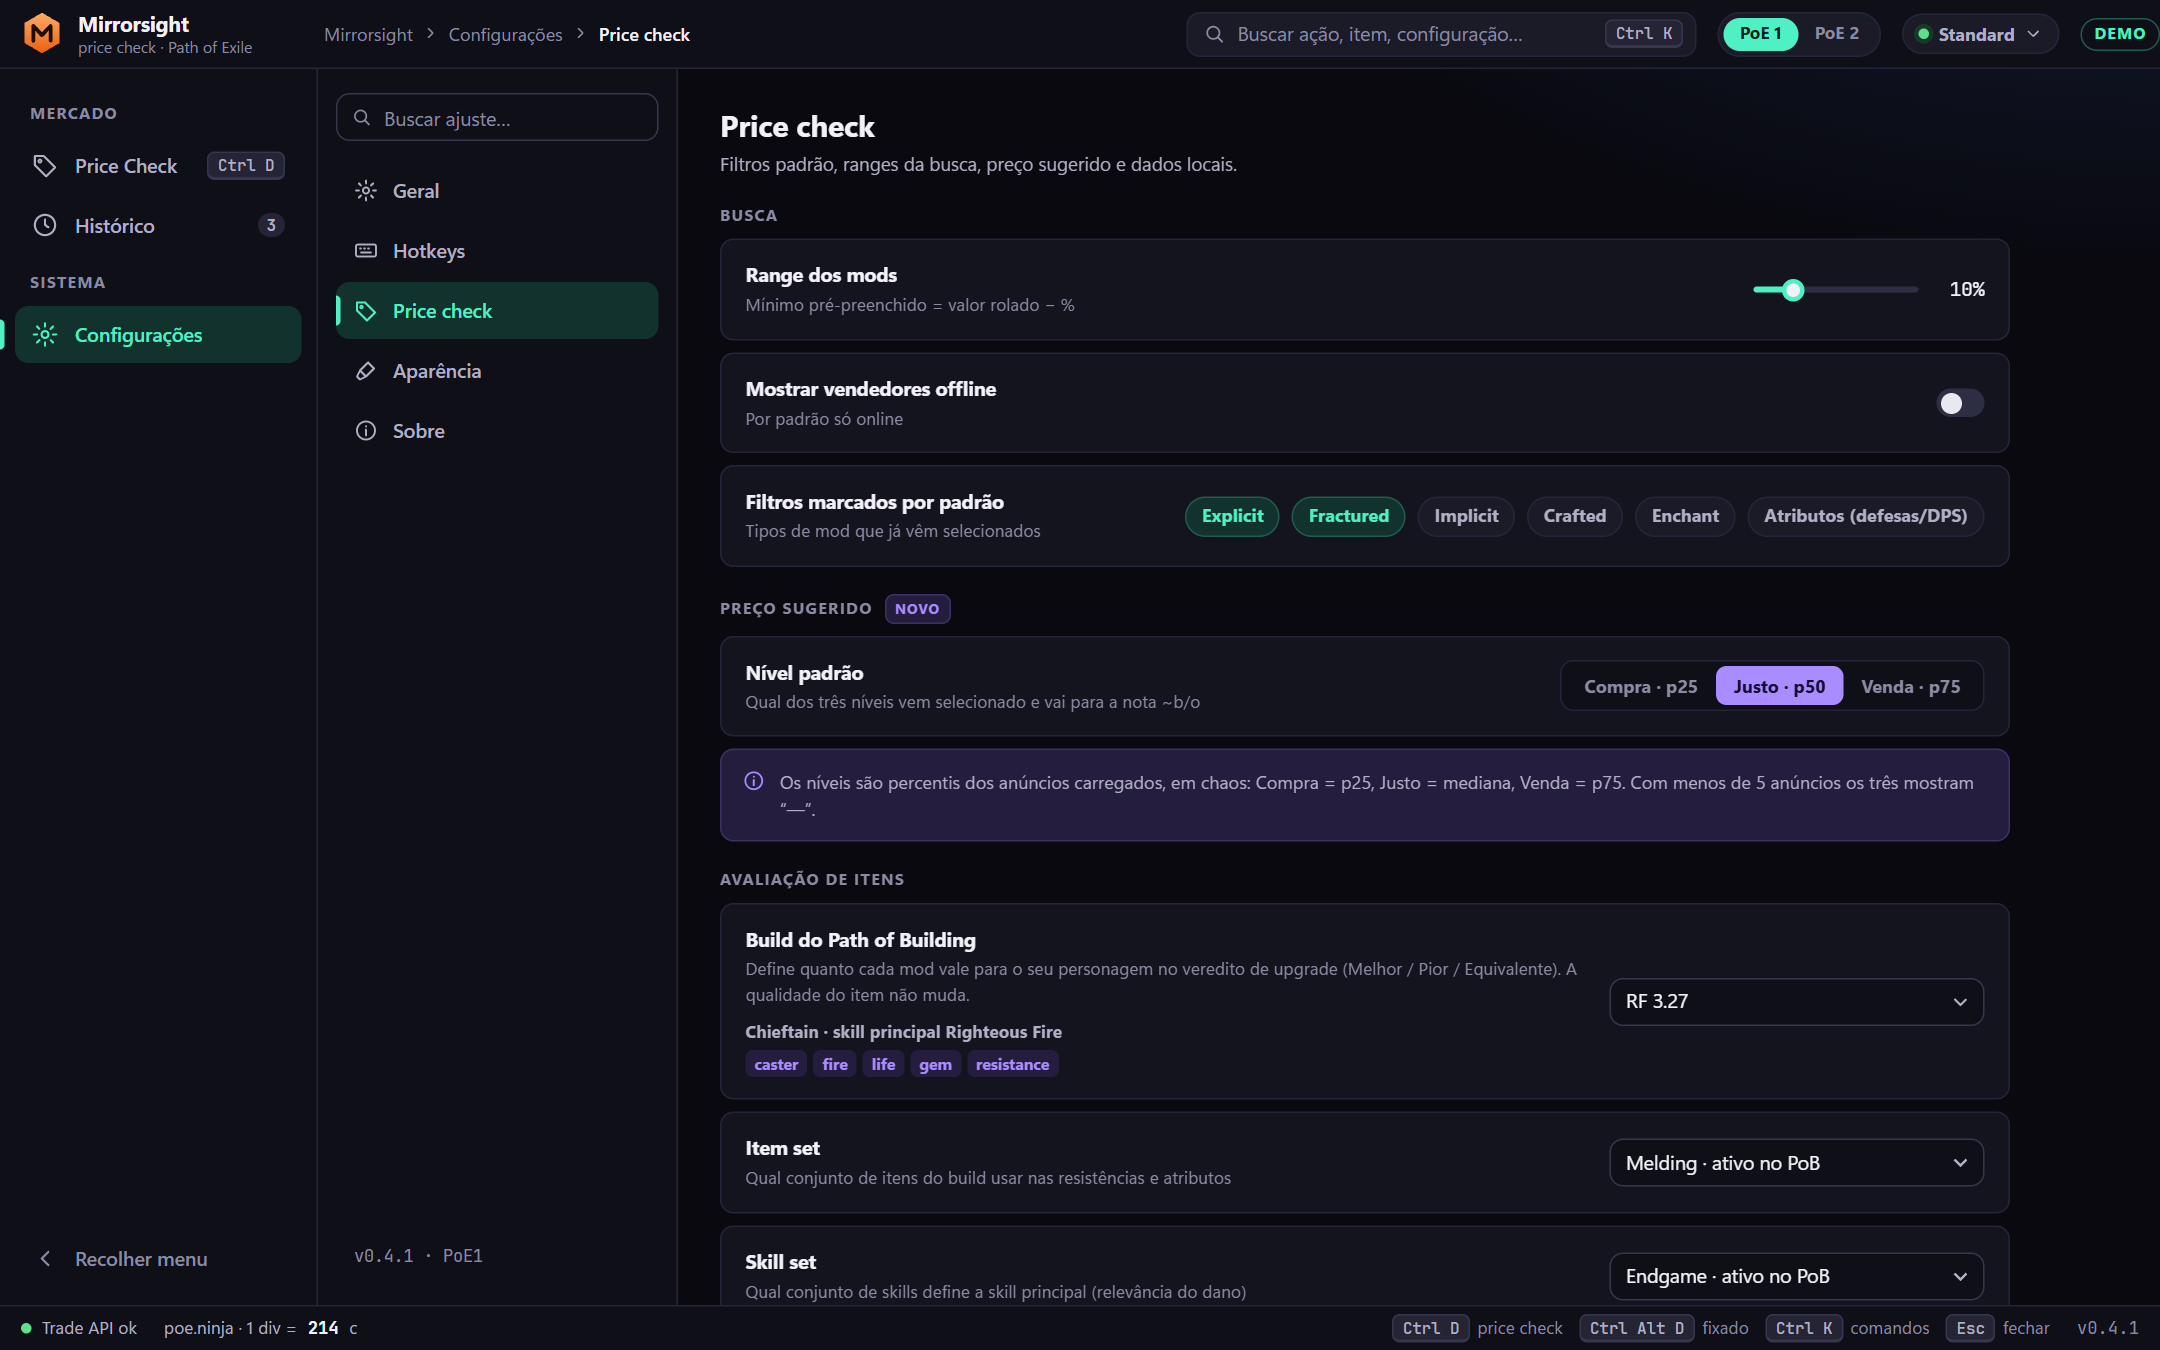 Mirrorsight
price check · Path of Exile
Mirrorsight > Configurações > Price check
Buscar ação, item, configuração... Ctrl K
PoE 1 PoE 2
Standard
DEMO
MERCADO
Price Check Ctrl D
Histórico 3
SISTEMA
Configurações
Recolher menu
Buscar ajuste...
Geral
Hotkeys
Price check
Aparência
Sobre
v0.4.1 · PoE1
Price check
Filtros padrão, ranges da busca, preço sugerido e dados locais.
BUSCA
Range dos mods
Mínimo pré-preenchido = valor rolado − %
10%
Mostrar vendedores offline
Por padrão só online
Filtros marcados por padrão
Tipos de mod que já vêm selecionados
Explicit Fractured Implicit Crafted Enchant Atributos (defesas/DPS)
PREÇO SUGERIDO NOVO
Nível padrão
Qual dos três níveis vem selecionado e vai para a nota ~b/o
Compra · p25 Justo · p50 Venda · p75
Os níveis são percentis dos anúncios carregados, em chaos: Compra = p25, Justo = mediana, Venda = p75. Com menos de 5 anúncios os três mostram
“—”.
AVALIAÇÃO DE ITENS
Build do Path of Building
Define quanto cada mod vale para o seu personagem no veredito de upgrade (Melhor / Pior / Equivalente). A
qualidade do item não muda.
Chieftain · skill principal Righteous Fire
caster fire life gem resistance
RF 3.27
Item set
Qual conjunto de itens do build usar nas resistências e atributos
Melding · ativo no PoB
Skill set
Qual conjunto de skills define a skill principal (relevância do dano)
Endgame · ativo no PoB
Trade API ok poe.ninja · 1 div = 214 c
Ctrl D price check Ctrl Alt D fixado Ctrl K comandos Esc fechar v0.4.1